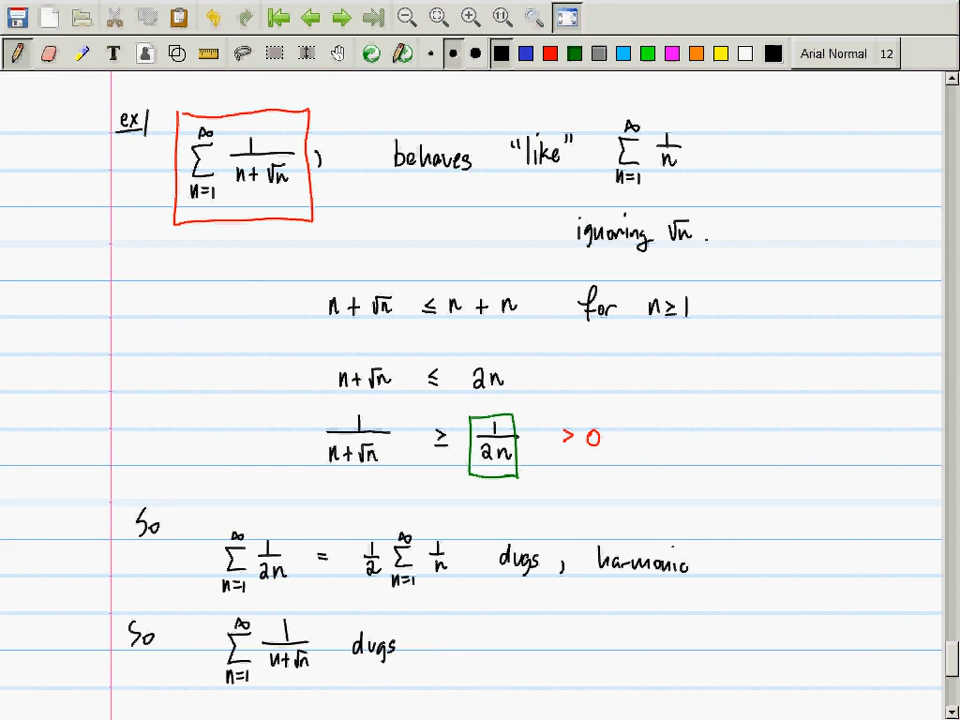 Arial Normal 12
ex/ ∑_{n=1}^{∞} 1/(n+√n) , behaves "like" ∑_{n=1}^{∞} 1/n
ignoring √n .
n + √n ≤ n + n for n ≥ 1
n+√n ≤ 2n
1/(n+√n) ≥ 1/(2n) > 0
So
∑_{n=1}^{∞} 1/(2n) = 1/2 ∑_{n=1}^{∞} 1/n dvgs , harmonic
So ∑_{n=1}^{∞} 1/(n+√n) dvgs